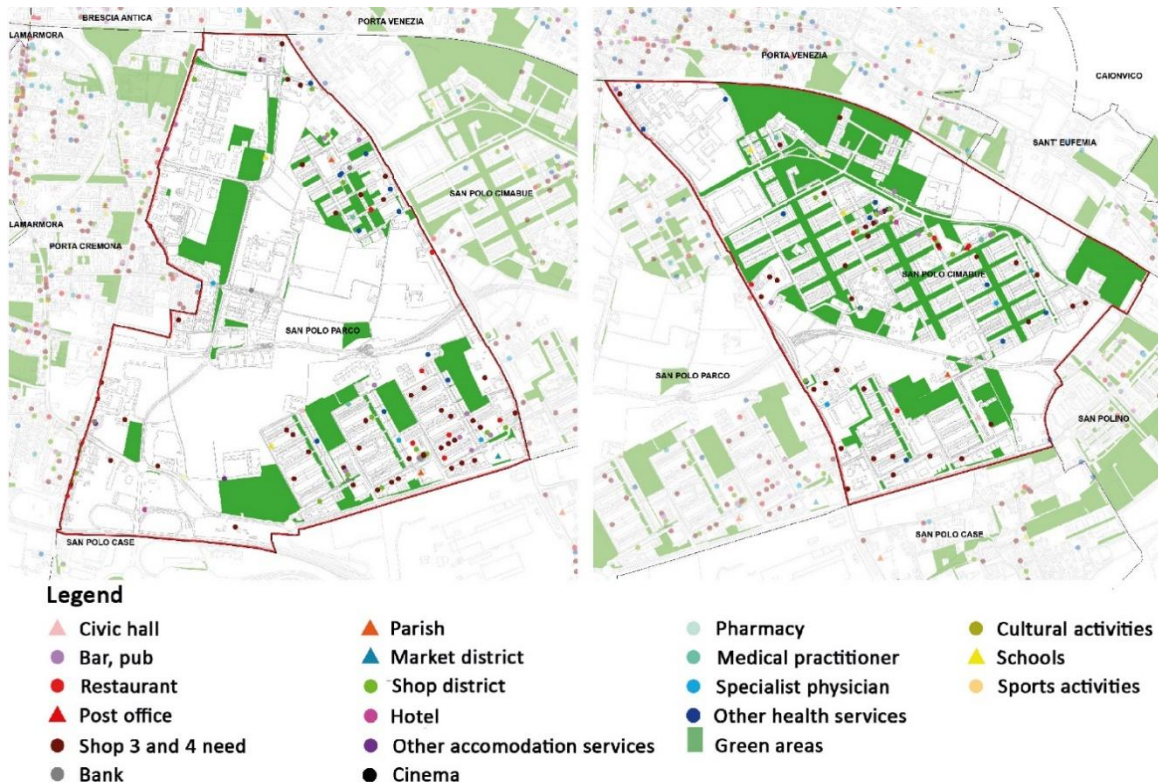 BRESCIA ANTICA
PORTA VENEZIA
LAMARMORA
SAN POLO CIMABUE
LAMARMORA
PORTA CREMONA
SAN POLO PARCO
SAN POLO CASE
PORTA VENEZIA
CAIONVICO
SANT' EUFEMIA
SAN POLO CIMABUE
SAN POLO PARCO
SAN POLINO
SAN POLO CASE
Legend
Civic hall
Bar, pub
Restaurant
Post office
Shop 3 and 4 need
Bank
Parish
Market district
Shop district
Hotel
Other accomodation services
Cinema
Pharmacy
Medical practitioner
Specialist physician
Other health services
Green areas
Cultural activities
Schools
Sports activities